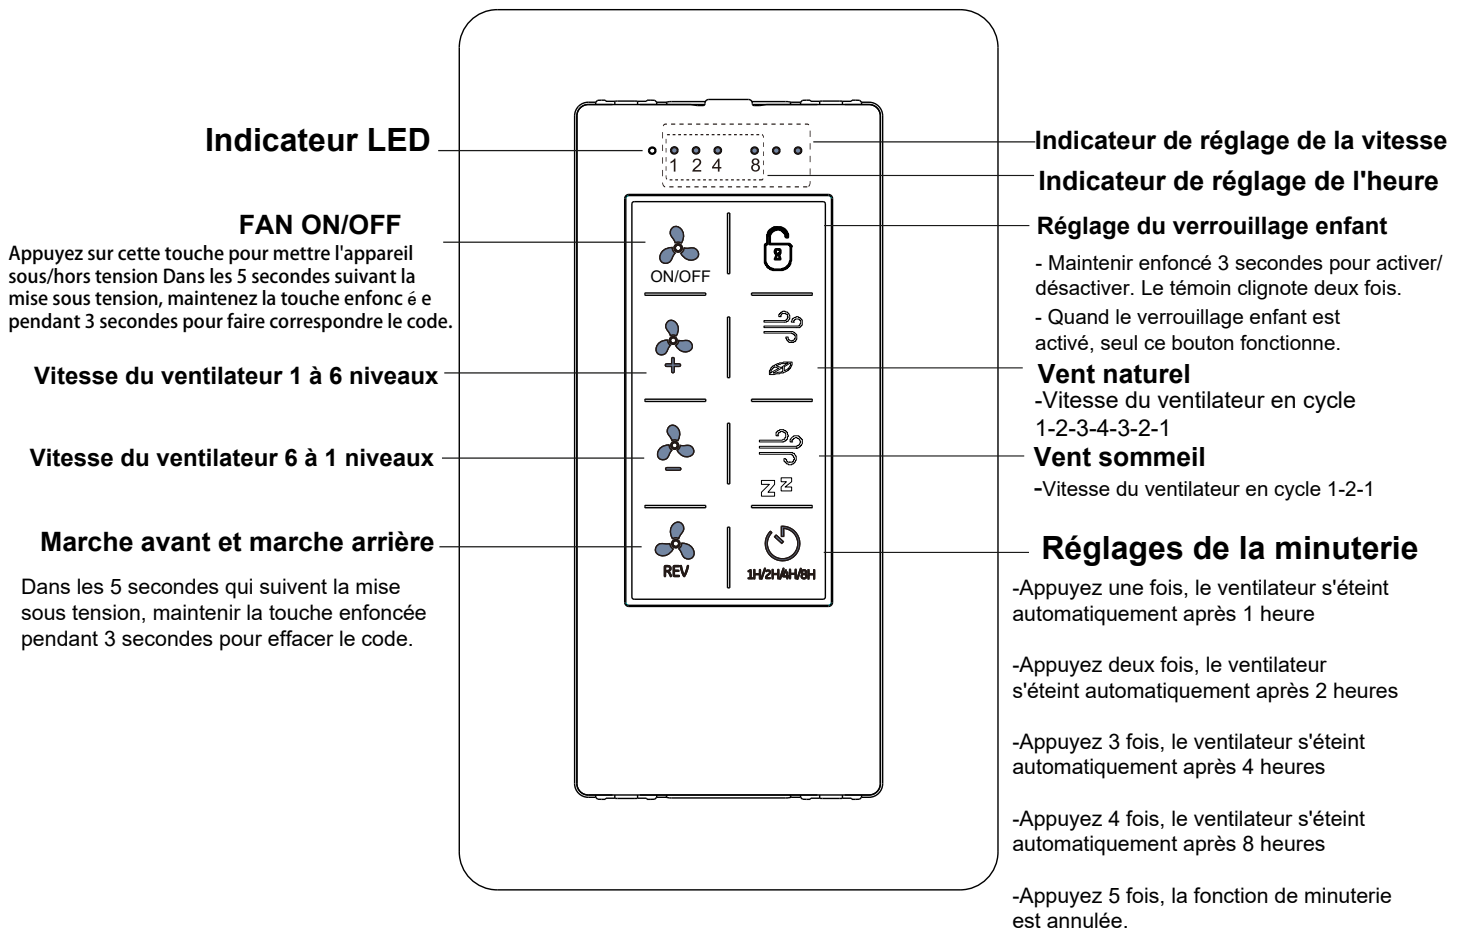 Indicateur LED
FAN ON/OFF
Appuyez sur cette touche pour mettre l'appareil
sous/hors tension Dans les 5 secondes suivant la
mise sous tension, maintenez la touche enfonc é e
pendant 3 secondes pour faire correspondre le code.
Vitesse du ventilateur 1 à 6 niveaux
Vitesse du ventilateur 6 à 1 niveaux
Marche avant et marche arrière
Dans les 5 secondes qui suivent la mise
sous tension, maintenir la touche enfoncée
pendant 3 secondes pour effacer le code.
1 2 4 8
ON/OFF
+
−
z z
REV
1H/2H/4H/8H
Indicateur de réglage de la vitesse
Indicateur de réglage de l'heure
Réglage du verrouillage enfant
- Maintenir enfoncé 3 secondes pour activer/
désactiver. Le témoin clignote deux fois.
- Quand le verrouillage enfant est
activé, seul ce bouton fonctionne.
Vent naturel
-Vitesse du ventilateur en cycle
1-2-3-4-3-2-1
Vent sommeil
-Vitesse du ventilateur en cycle 1-2-1
Réglages de la minuterie
-Appuyez une fois, le ventilateur s'éteint
automatiquement après 1 heure
-Appuyez deux fois, le ventilateur
s'éteint automatiquement après 2 heures
-Appuyez 3 fois, le ventilateur s'éteint
automatiquement après 4 heures
-Appuyez 4 fois, le ventilateur s'éteint
automatiquement après 8 heures
-Appuyez 5 fois, la fonction de minuterie
est annulée.